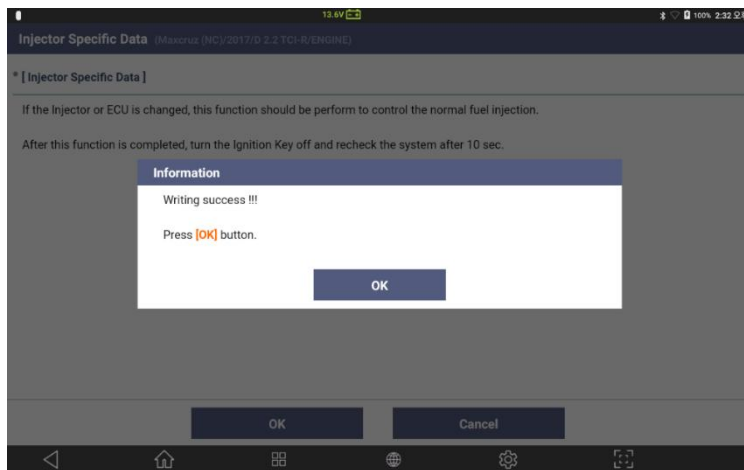 13.6V
100% 2:32 오후
Injector Specific Data (Maxcruz (NC)/2017/D 2.2 TCI-R/ENGINE)
* [ Injector Specific Data ]
If the Injector or ECU is changed, this function should be perform to control the normal fuel injection.
After this function is completed, turn the Ignition Key off and recheck the system after 10 sec.
Information
Writing success !!!
Press [OK] button.
OK
OK Cancel